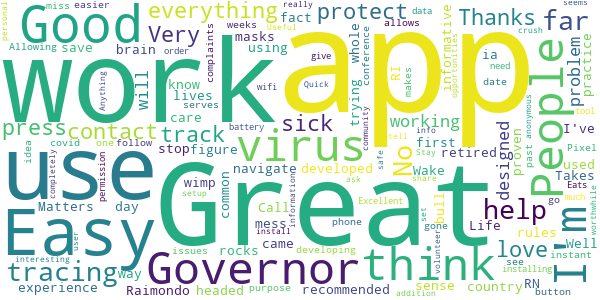 miss easier
personal really
Allowing save
weeks
fact
Good
work
app
Great
use
Easy
everything
protect
Thanks
far
Very
brain
masks
using
order
complaints
whole
trying
conference
allows
data
seems
crush
need
date
ia
RI
makes
informative
opportunities
problem
practice
know
lives
will
Anything
serves
give
useful
wifi
Quick
community
past
anonymous
Eats
tool
press
contact
track
care
sick
working
People
I've
Pixel
used
idea
covid
one
follow
stop
figure
virus
battery
info
tell
Stay
safe
share
first
retired
No
Wake
designed
proven
Takes
instant
Well
go
much
worthwhile
completely
permission
setup
wimp
common
navigate
developed
ask
Excellent
bull
Life
help
I'm
Matters
day
user
interesting
Governor
Call
mess
install
came
information
phone
set
gone
volunteer
think
love
rules
see
installing
tracing
way
experience
issues
rocks
Raimondo
headed
purpose
developing
recommended
addition
sense
country
RN
button